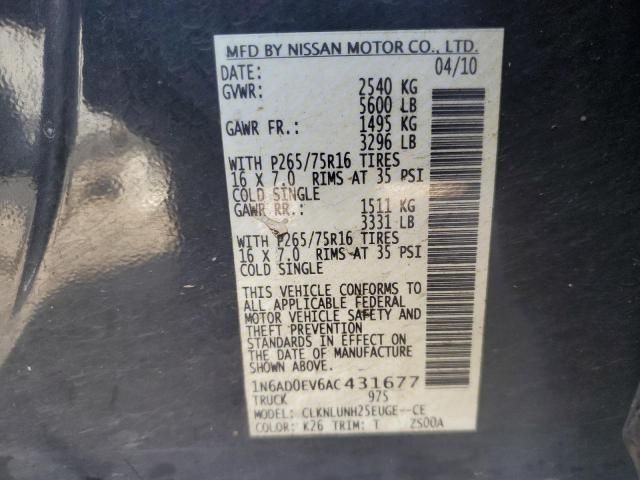 MFD BY NISSAN MOTOR CO., LTD.
DATE: 04/10
GVWR: 2540 KG
5600 LB
GAWR FR.: 1495 KG
3296 LB
WITH P265/75R16 TIRES
16 X 7.0 RIMS AT 35 PSI
COLD SINGLE
GAWR RR.: 1511 KG
3331 LB
WITH P265/75R16 TIRES
16 X 7.0 RIMS AT 35 PSI
COLD SINGLE
THIS VEHICLE CONFORMS TO
ALL APPLICABLE FEDERAL
MOTOR VEHICLE SAFETY AND
THEFT PREVENTION
STANDARDS IN EFFECT ON
THE DATE OF MANUFACTURE
SHOWN ABOVE.
1N6AD0EV6AC431677
TRUCK 975
MODEL: CLKNLUNH25EUGE--CE
COLOR: K26 TRIM: T 2S00A